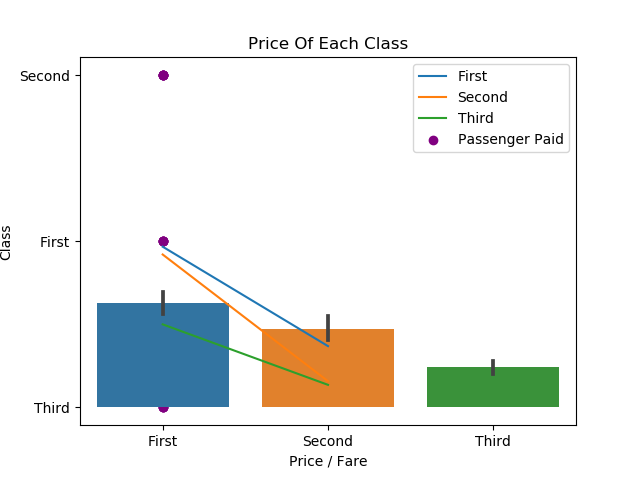 Price Of Each Class
First
Second
Third
Passenger Paid
Second
First
Third
Class
First Second Third
Price / Fare